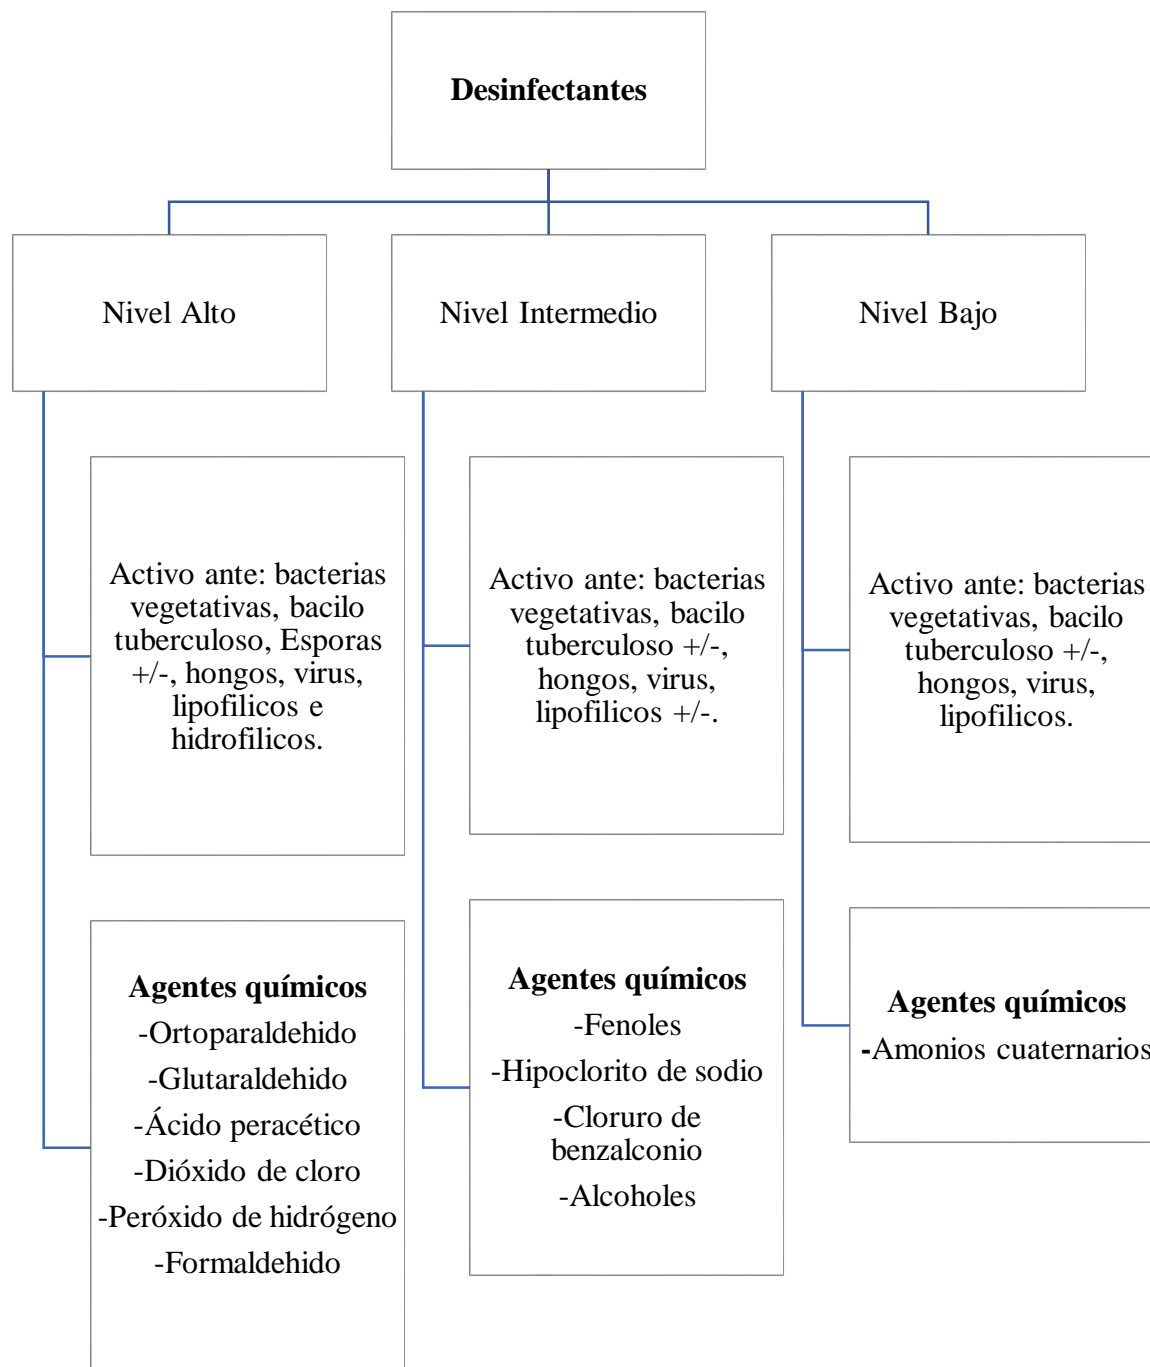 Desinfectantes
Nivel Alto
Nivel Intermedio
Nivel Bajo
Activo ante: bacterias
vegetativas, bacilo
tuberculoso, Esporas
+/-, hongos, virus,
lipofilicos e
hidrofilicos.
Activo ante: bacterias
vegetativas, bacilo
tuberculoso +/-,
hongos, virus,
lipofilicos +/-.
Activo ante: bacterias
vegetativas, bacilo
tuberculoso +/-,
hongos, virus,
lipofilicos.
Agentes químicos
-Ortoparaldehido
-Glutaraldehido
-Ácido peracético
-Dióxido de cloro
-Peróxido de hidrógeno
-Formaldehido
Agentes químicos
-Fenoles
-Hipoclorito de sodio
-Cloruro de
benzalconio
-Alcoholes
Agentes químicos
-Amonios cuaternarios